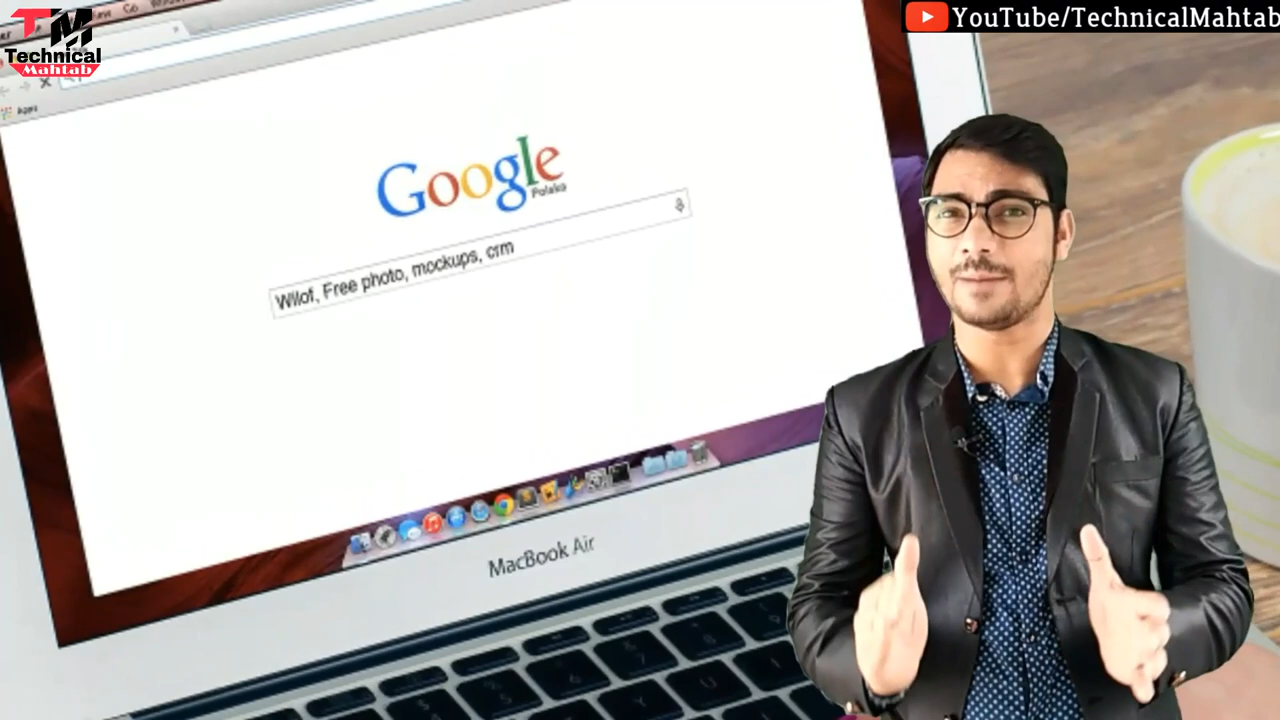 TM
Technical
Mahtab
YouTube/TechnicalMahtab
Apps
Google
Polska
Wilof, Free photo, mockups, crm
MacBook Air